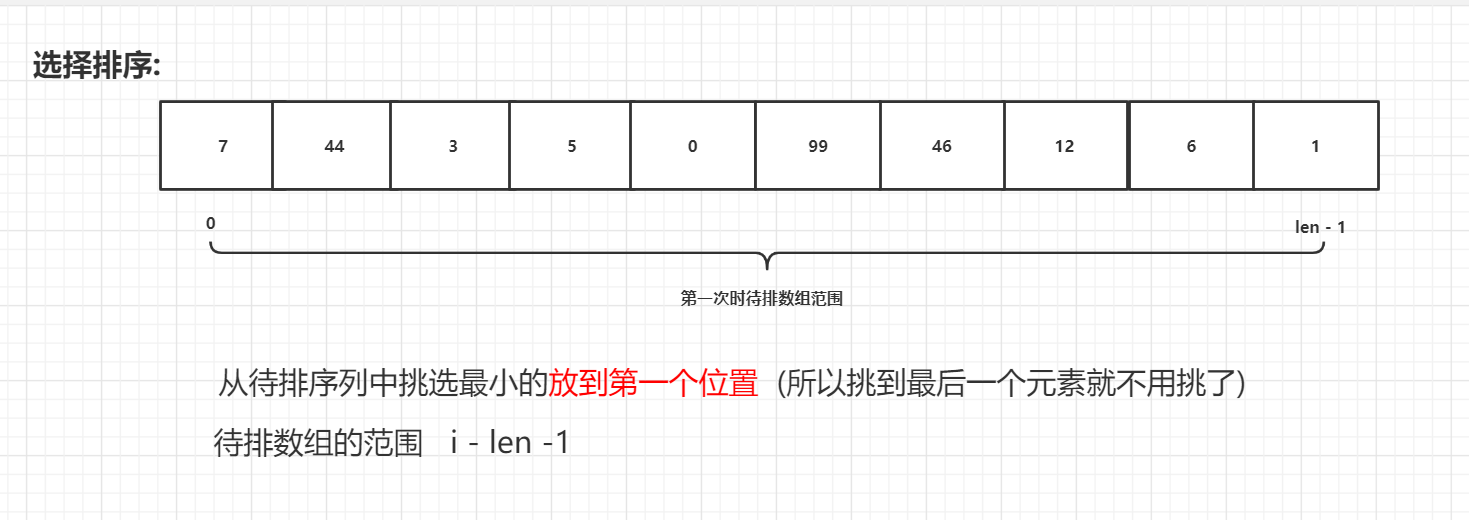 选择排序:
7 44 3 5 0 99 46 12 6 1
0 len - 1
第一次时待排数组范围
从待排序列中挑选最小的放到第一个位置 (所以挑到最后一个元素就不用挑了)
待排数组的范围 i - len -1